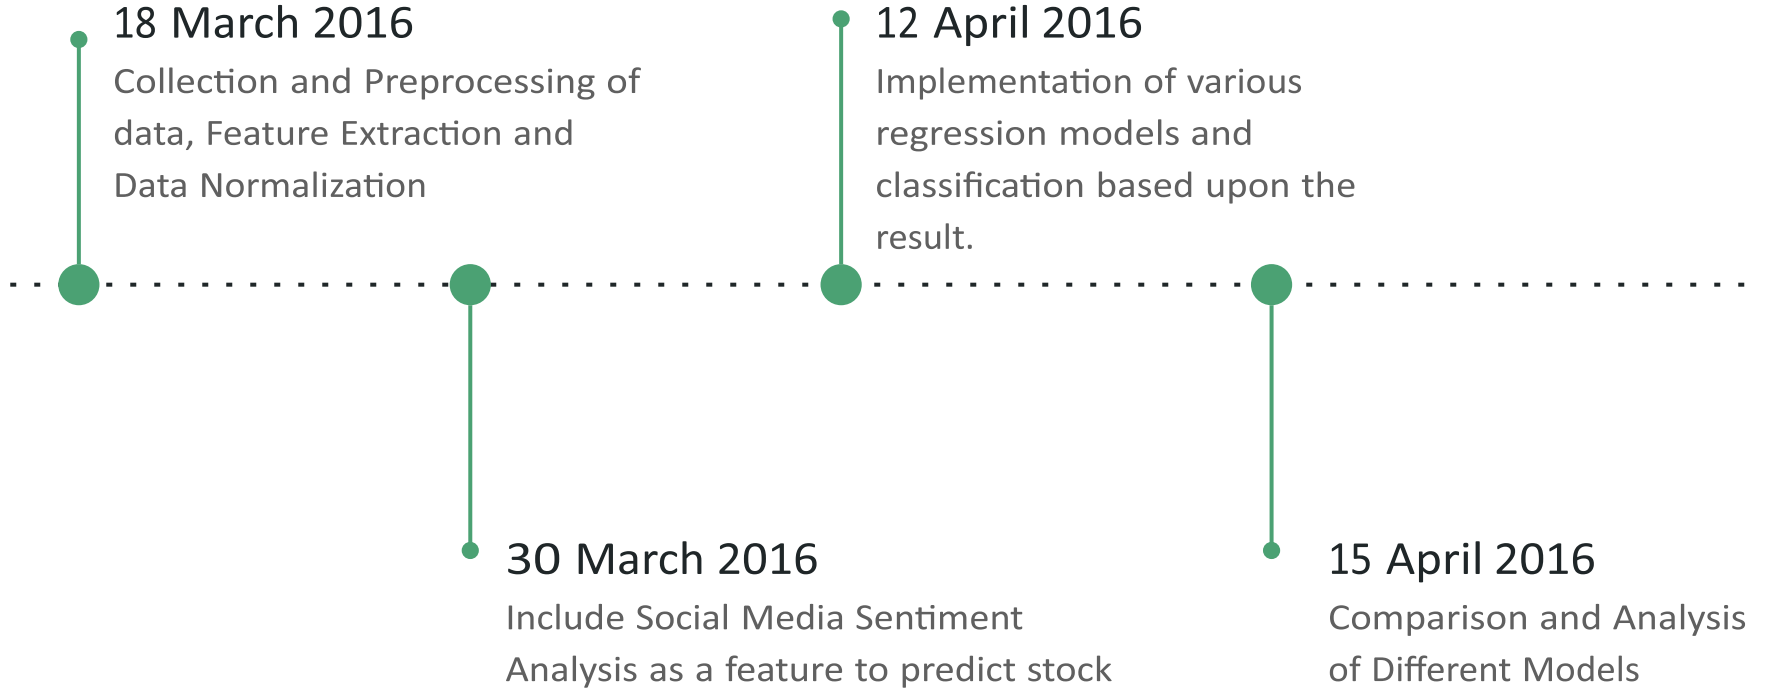 18 March 2016
Collection and Preprocessing of
data, Feature Extraction and
Data Normalization
30 March 2016
Include Social Media Sentiment
Analysis as a feature to predict stock
12 April 2016
Implementation of various
regression models and
classification based upon the
result.
15 April 2016
Comparison and Analysis
of Different Models